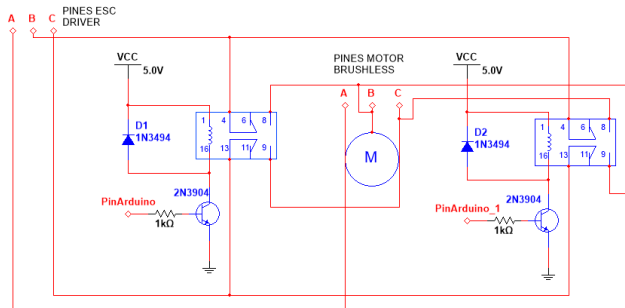 A B C
PINES ESC
DRIVER
VCC
5.0V
D1
1N3494
1 4 6 8
16 13 11 9
2N3904
PinArduino
1kΩ
PINES MOTOR
BRUSHLESS
A B C
M
VCC
5.0V
D2
1N3494
1 4 6 8
16 13 11 9
2N3904
PinArduino_1
1kΩ